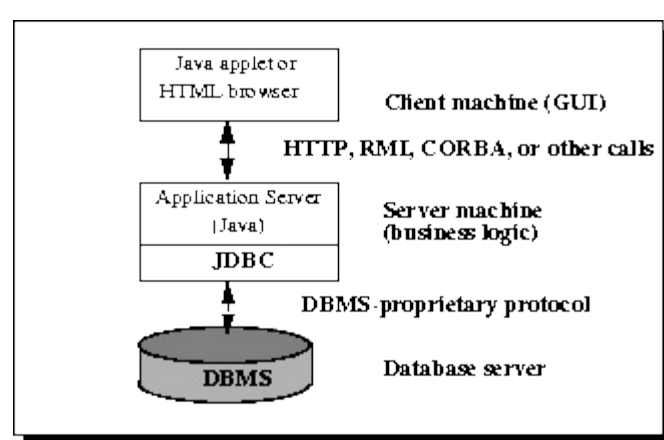 Java applet or
HTML browser
Client machine (GUI)
HTTP, RMI, CORBA, or other calls
Application Server
(Java)
JDBC
Server machine
(business logic)
DBMS-proprietary protocol
DBMS
Database server